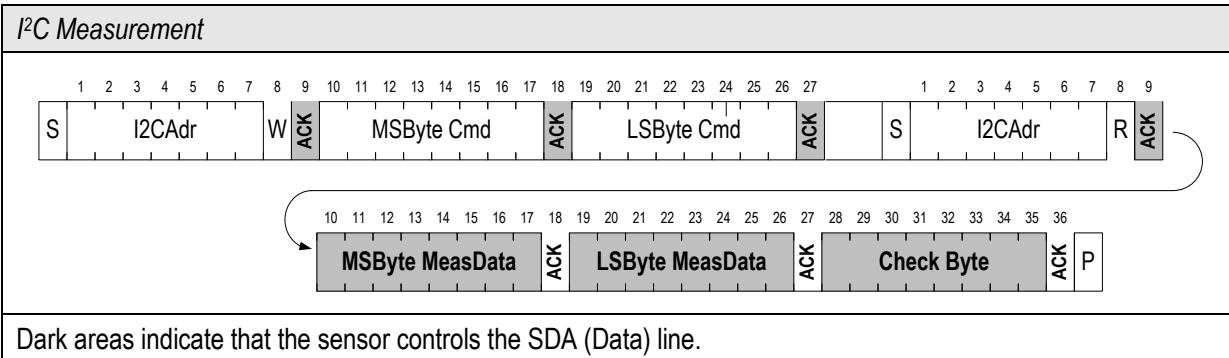 I²C Measurement
1 2 3 4 5 6 7 8 9 10 11 12 13 14 15 16 17 18 19 20 21 22 23 24 25 26 27 1 2 3 4 5 6 7 8 9
S I2CAdr W ACK MSByte Cmd ACK LSByte Cmd ACK S I2CAdr R ACK
10 11 12 13 14 15 16 17 18 19 20 21 22 23 24 25 26 27 28 29 30 31 32 33 34 35 36
MSByte MeasData ACK LSByte MeasData ACK Check Byte ACK P
Dark areas indicate that the sensor controls the SDA (Data) line.